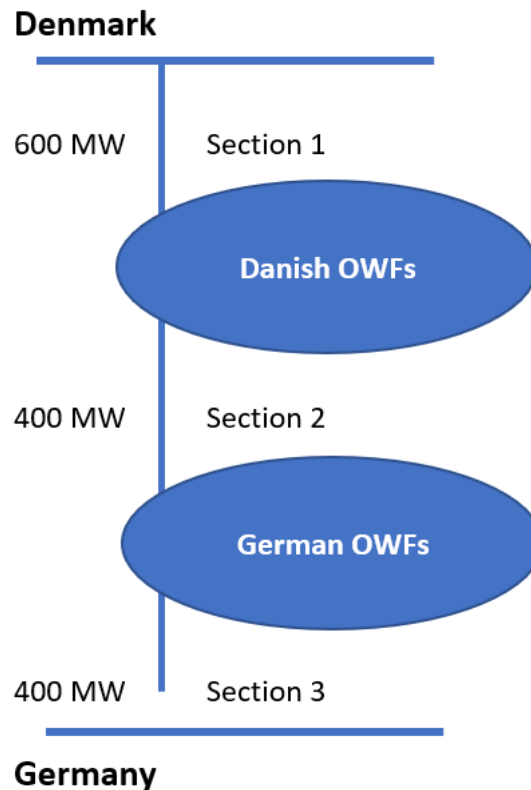 Denmark
600 MW Section 1
Danish OWFs
400 MW Section 2
German OWFs
400 MW Section 3
Germany